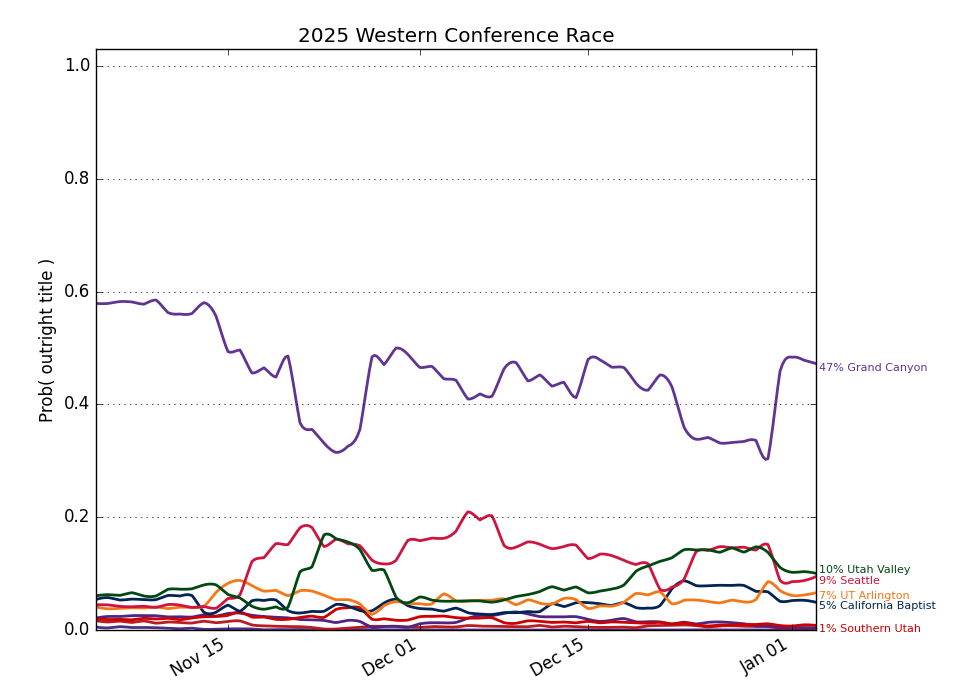 2025 Western Conference Race
Prob( outright title )
1.0
0.8
0.6
0.4
0.2
0.0
Nov 15
Dec 01
Dec 15
Jan 01
47% Grand Canyon
10% Utah Valley
9% Seattle
7% UT Arlington
5% California Baptist
1% Southern Utah